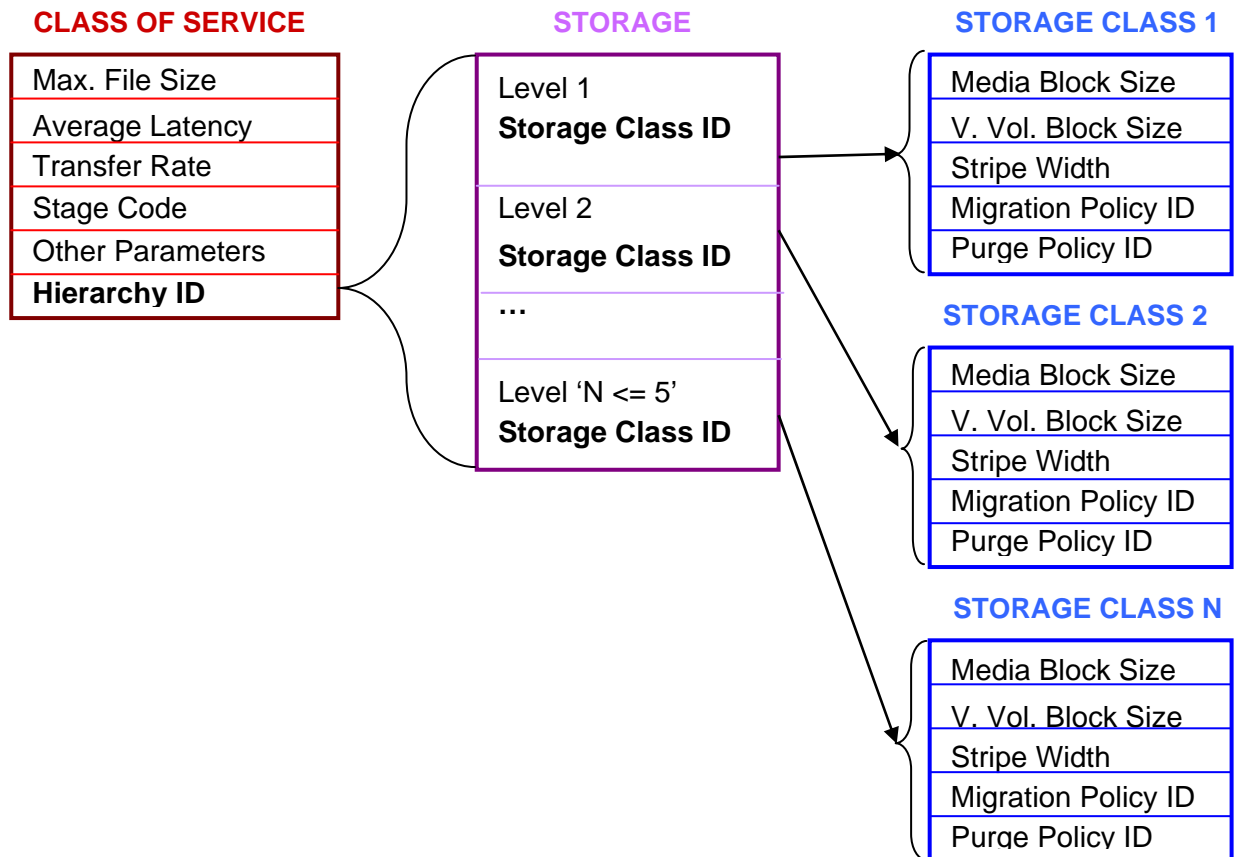 CLASS OF SERVICE
Max. File Size
Average Latency
Transfer Rate
Stage Code
Other Parameters
Hierarchy ID
STORAGE
Level 1
Storage Class ID
Level 2
Storage Class ID
…
Level ‘N <= 5’
Storage Class ID
STORAGE CLASS 1
Media Block Size
V. Vol. Block Size
Stripe Width
Migration Policy ID
Purge Policy ID
STORAGE CLASS 2
Media Block Size
V. Vol. Block Size
Stripe Width
Migration Policy ID
Purge Policy ID
STORAGE CLASS N
Media Block Size
V. Vol. Block Size
Stripe Width
Migration Policy ID
Purge Policy ID